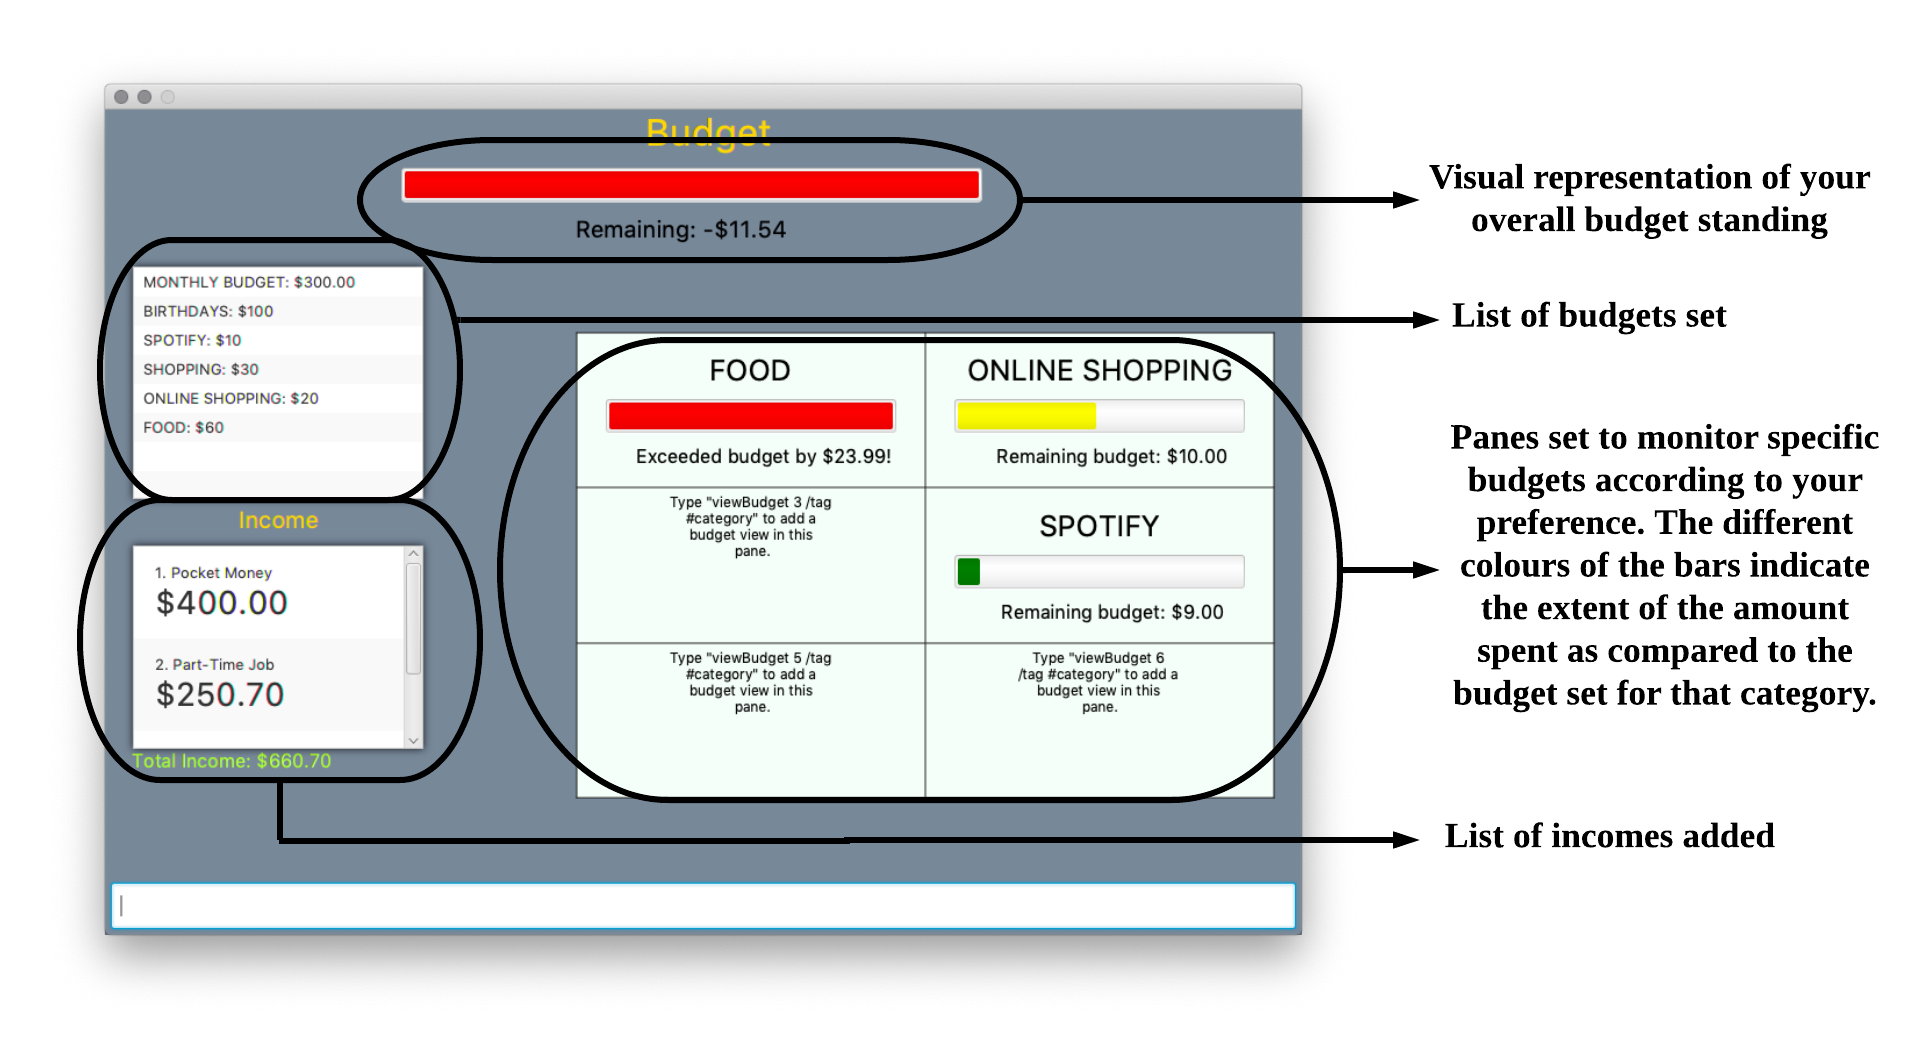 Budget
Remaining: -$11.54
MONTHLY BUDGET: $300.00
BIRTHDAYS: $100
SPOTIFY: $10
SHOPPING: $30
ONLINE SHOPPING: $20
FOOD: $60
Income
1. Pocket Money
$400.00
2. Part-Time Job
$250.70
Total Income: $660.70
FOOD
Exceeded budget by $23.99!
ONLINE SHOPPING
Remaining budget: $10.00
Type "viewBudget 3 /tag
#category" to add a
budget view in this
pane.
SPOTIFY
Remaining budget: $9.00
Type "viewBudget 5 /tag
#category" to add a
budget view in this
pane.
Type "viewBudget 6
/tag #category" to add a
budget view in this
pane.
Visual representation of your
overall budget standing
List of budgets set
Panes set to monitor specific
budgets according to your
preference. The different
colours of the bars indicate
the extent of the amount
spent as compared to the
budget set for that category.
List of incomes added